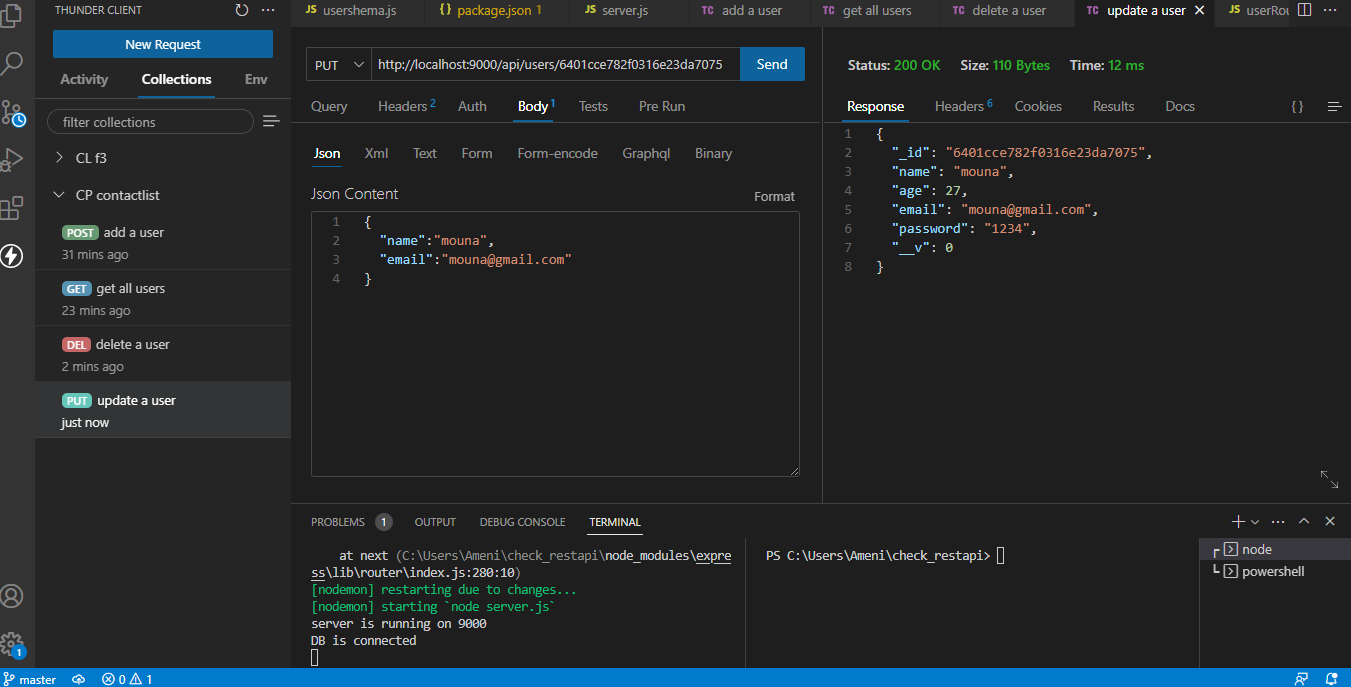 THUNDER CLIENT
New Request
Activity Collections Env
filter collections
CL f3
CP contactlist
POST add a user
31 mins ago
GET get all users
23 mins ago
DEL delete a user
2 mins ago
PUT update a user
just now
JS usershema.js {} package.json 1 JS server.js TC add a user TC get all users TC delete a user TC update a user JS userRou
PUT http://localhost:9000/api/users/6401cce782f0316e23da7075 Send
Query Headers 2 Auth Body 1 Tests Pre Run
Json Xml Text Form Form-encode Graphql Binary
Json Content Format
1 {
2 "name":"mouna",
3 "email":"mouna@gmail.com"
4 }
Status: 200 OK Size: 110 Bytes Time: 12 ms
Response Headers 6 Cookies Results Docs { }
1 {
2 "_id": "6401cce782f0316e23da7075",
3 "name": "mouna",
4 "age": 27,
5 "email": "mouna@gmail.com",
6 "password": "1234",
7 "__v": 0
8 }
PROBLEMS 1 OUTPUT DEBUG CONSOLE TERMINAL
at next (C:\Users\Ameni\check_restapi\node_modules\expre
ss\lib\router\index.js:280:10)
[nodemon] restarting due to changes...
[nodemon] starting `node server.js`
server is running on 9000
DB is connected
PS C:\Users\Ameni\check_restapi>
node
powershell
1
master 0 1